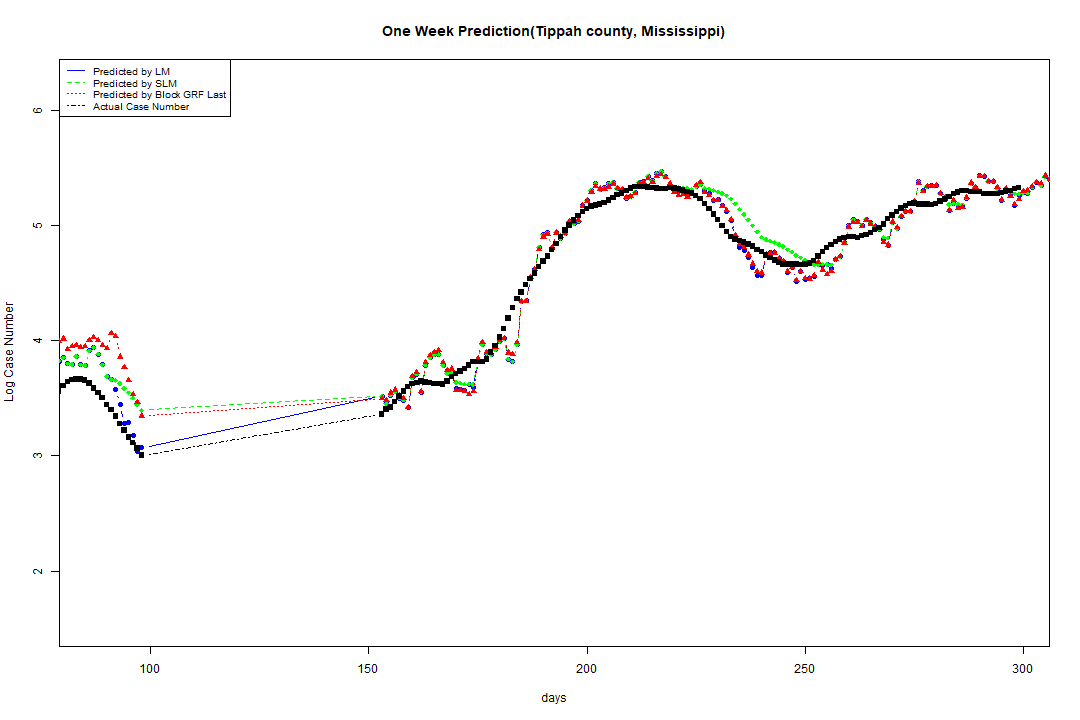 One Week Prediction(Tippah county, Mississippi)
Predicted by LM
Predicted by SLM
Predicted by Block GRF Last
Actual Case Number
Log Case Number
6
5
4
3
2
100 150 200 250 300
days